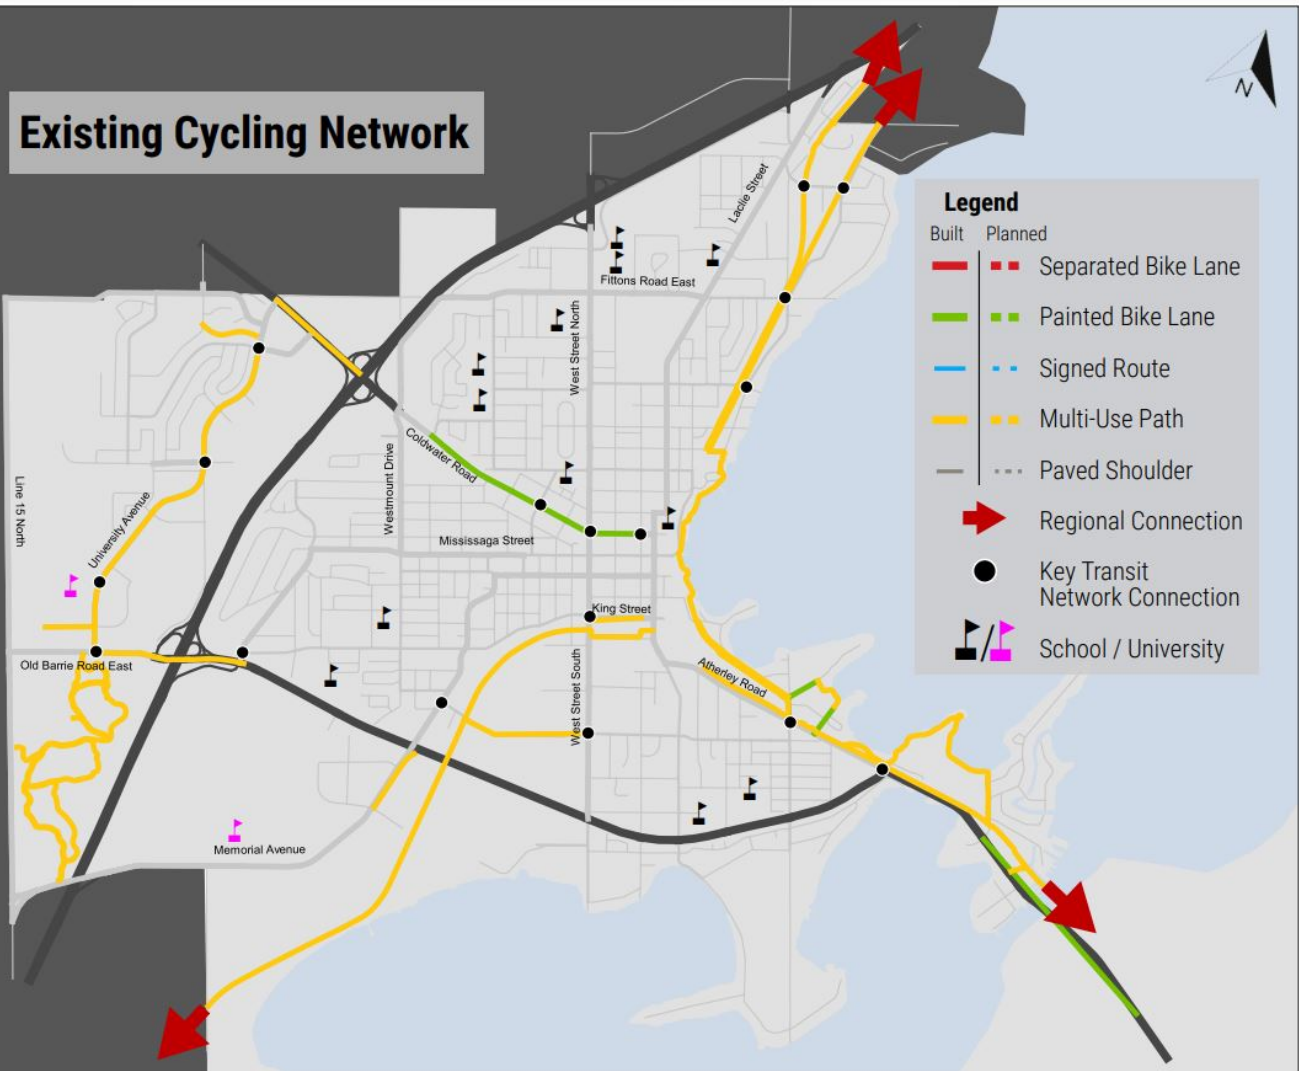 Existing Cycling Network
N
Legend
Built Planned
Separated Bike Lane
Painted Bike Lane
Signed Route
Multi-Use Path
Paved Shoulder
Regional Connection
Key Transit
Network Connection
School / University
/
Laclie Street
Fittons Road East
West Street North
Coldwater Road
Westmount Drive
Line 15 North
University Avenue
Mississaga Street
King Street
Old Barrie Road East
Atherley Road
West Street South
Memorial Avenue